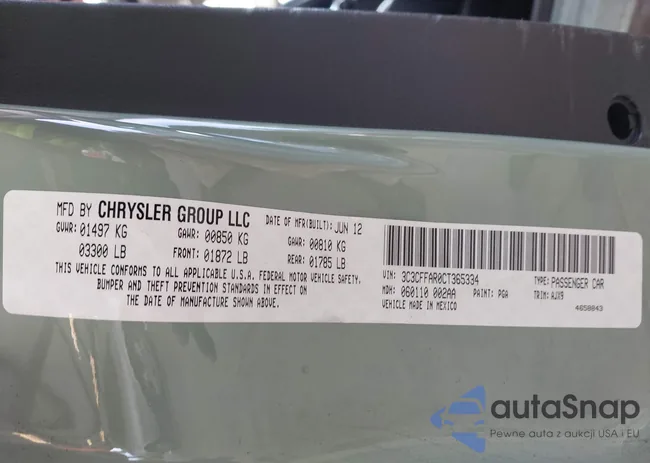 MFD BY CHRYSLER GROUP LLC DATE OF MFR(BUILT): JUN 12
GVWR: 01497 KG GAWR: 00850 KG GAWR: 00810 KG
03300 LB FRONT: 01872 LB REAR: 01785 LB
THIS VEHICLE CONFORMS TO ALL APPLICABLE U.S.A. FEDERAL MOTOR VEHICLE SAFETY,
BUMPER AND THEFT PREVENTION STANDARDS IN EFFECT ON
THE DATE OF MANUFACTURE SHOWN ABOVE.
VIN: 3C3CFFAR0CT365334 TYPE: PASSENGER CAR
MDH: 060110 002AA PAINT: PGA TRIM: AJX9
VEHICLE MADE IN MEXICO 4658843
autaSnap
Pewne auta z aukcji USA i EU